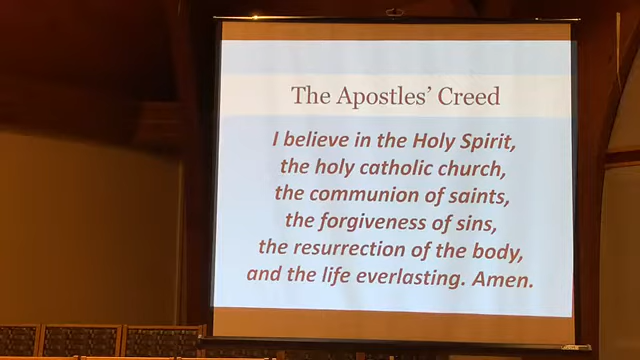 The Apostles’ Creed
I believe in the Holy Spirit,
the holy catholic church,
the communion of saints,
the forgiveness of sins,
the resurrection of the body,
and the life everlasting. Amen.